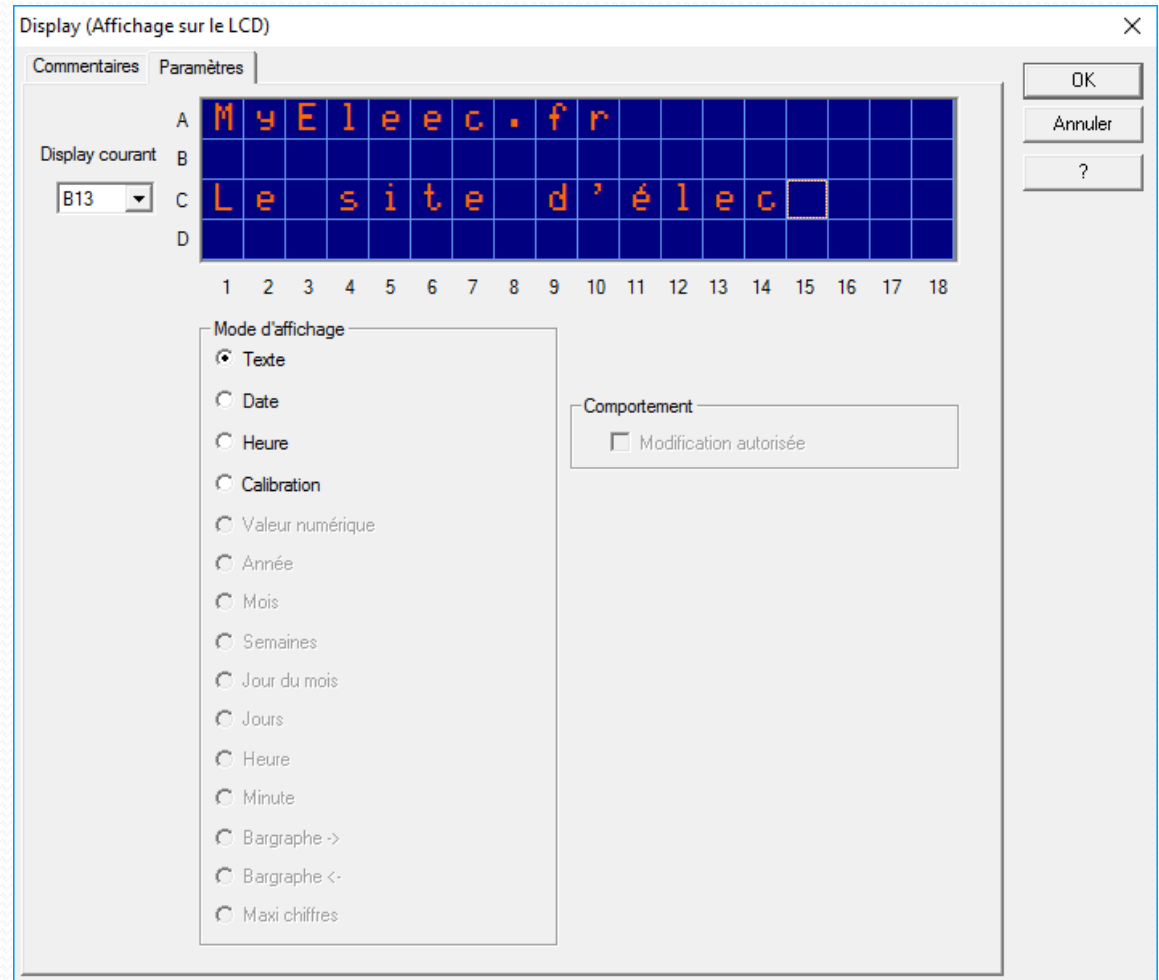 Display (Affichage sur le LCD)
Commentaires Paramètres
OK
Annuler
?
Display courant
B13
A MyEleec.fr
B
C Le site d'élec
D
1 2 3 4 5 6 7 8 9 10 11 12 13 14 15 16 17 18
Mode d'affichage
Texte
Date
Heure
Calibration
Valeur numérique
Année
Mois
Semaines
Jour du mois
Jours
Heure
Minute
Bargraphe ->
Bargraphe <-
Maxi chiffres
Comportement
Modification autorisée